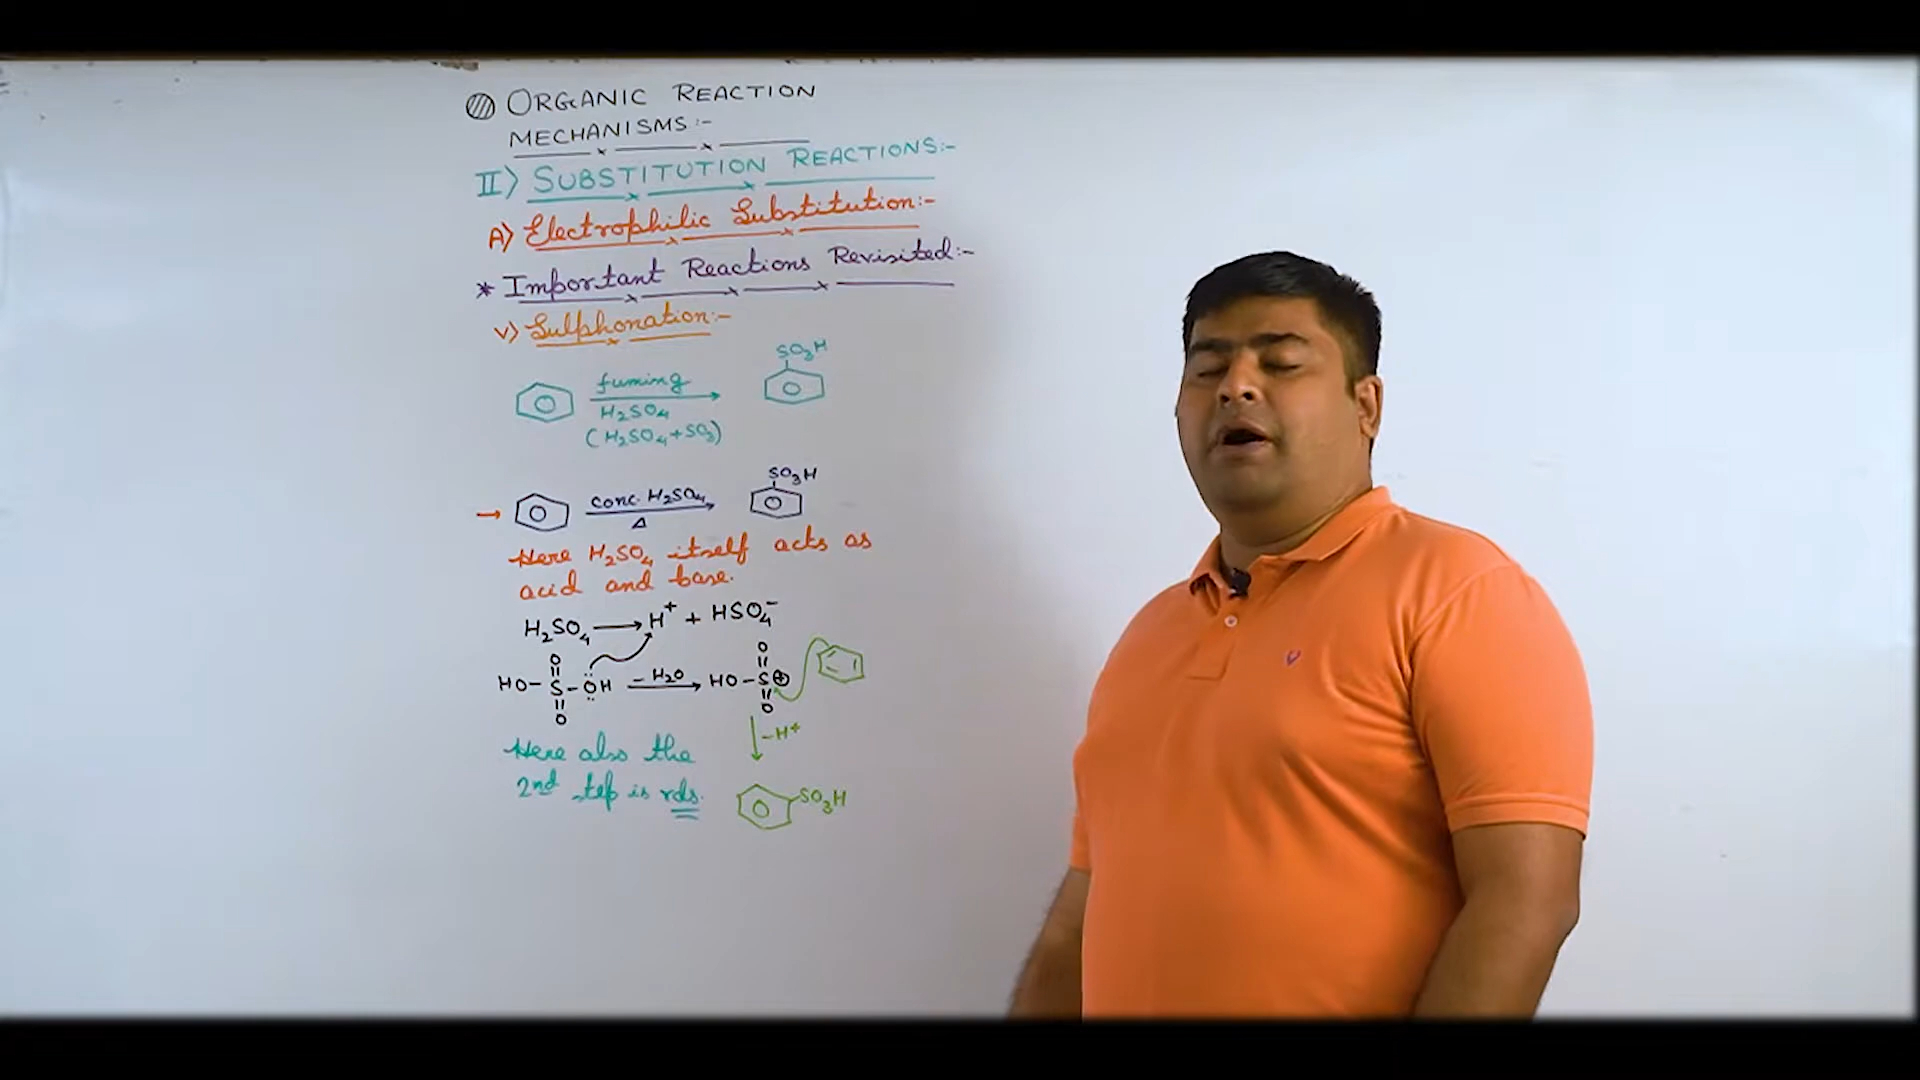 ORGANIC REACTION
MECHANISMS:-
II) SUBSTITUTION REACTIONS:-
A) Electrophilic Substitution:-
* Important Reactions Revisited:-
v) Sulphonation:-
SO₃H
fuming
H₂SO₄
(H₂SO₄+SO₃)
SO₃H
→ conc. H₂SO₄
Δ
Here H₂SO₄ itself acts as
acid and base.
H₂SO₄ → H⁺ + HSO₄⁻
O O
HO-S-ÖH -H₂O → HO-S⊕
O O
-H⁺
Here also the
2nd step is rds.
SO₃H